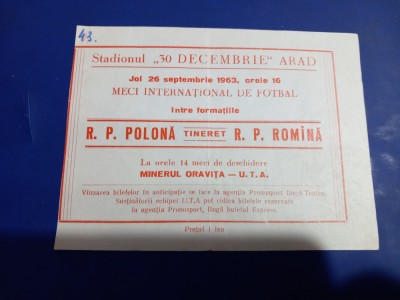 43.
Stadionul „30 DECEMBRIE“ ARAD
Joi 26 septembrie 1963, orele 16
MECI INTERNAȚIONAL DE FOTBAL
între formațiile
R. P. POLONĂ TINERET R. P. ROMÎNĂ
La orele 14 meci de deschidere
MINERUL ORAVIȚA — U. T. A.
Vînzarea biletelor în anticipație se face la agenția Pronosport lîngă Teatru.
Susținătorii echipei U.T.A pot ridica biletele rezervate
la agenția Pronosport, lîngă bufetul Expres.
Prețul 1 leu